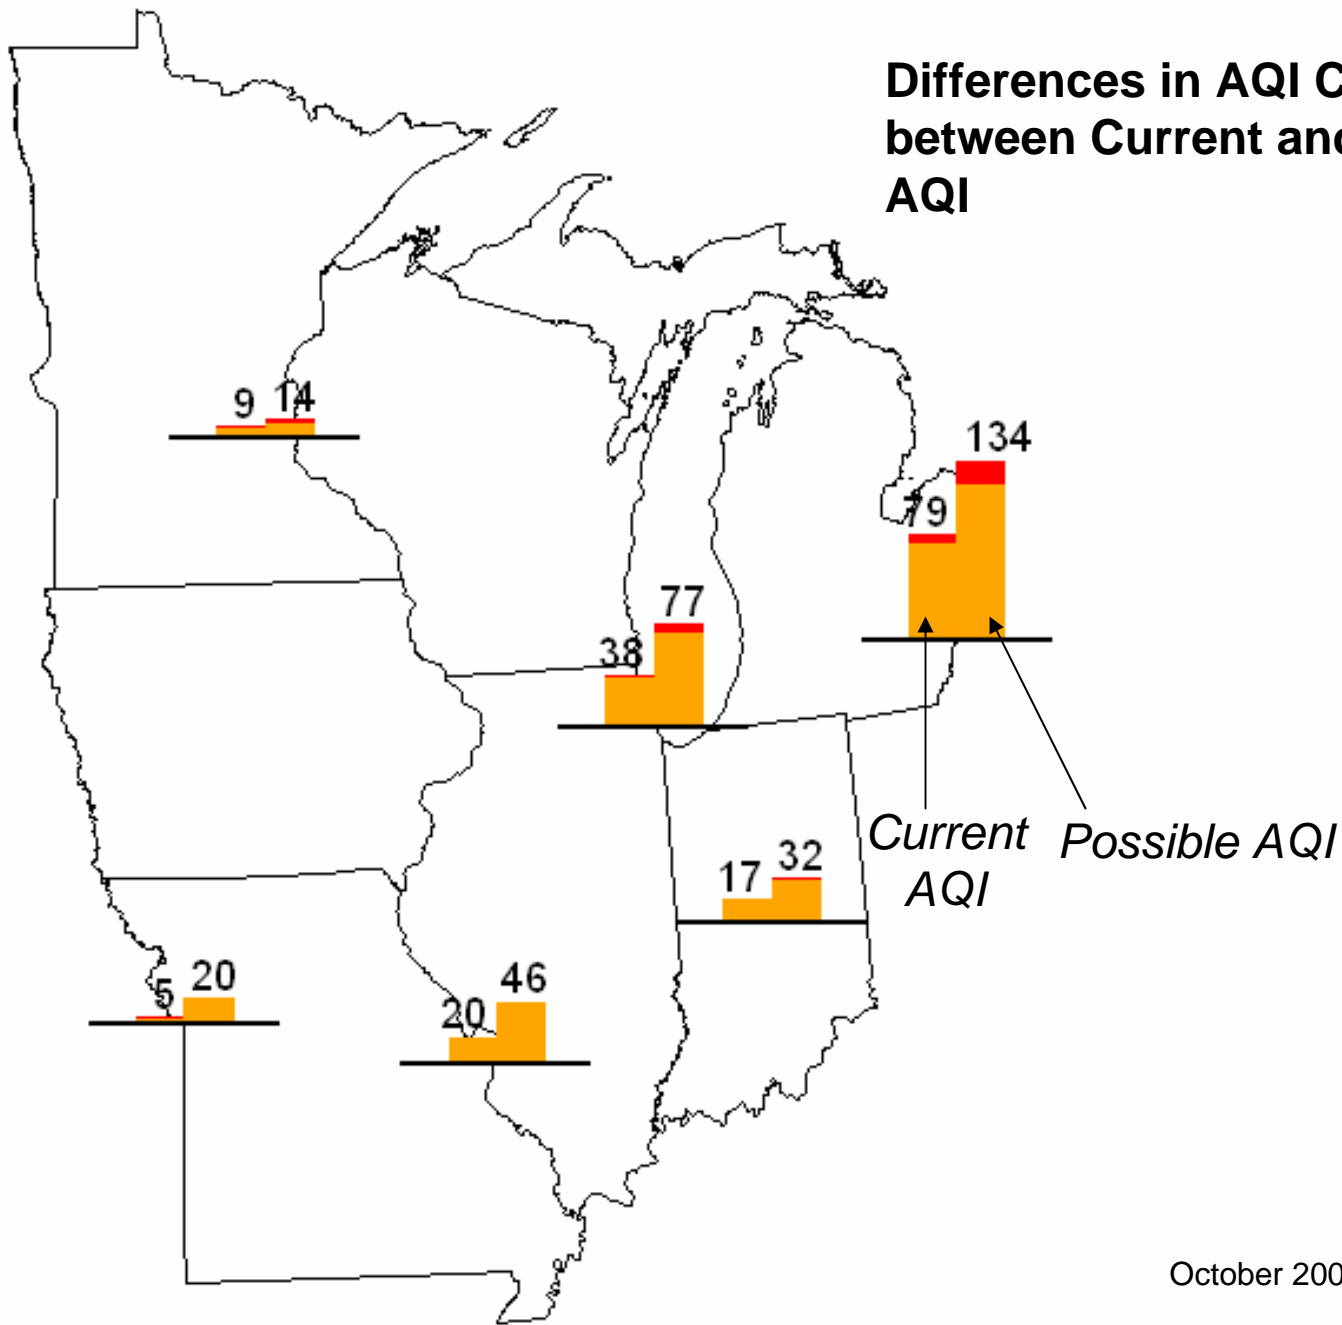 Differences in AQI C
between Current and
AQI
9 14
134
79
77
38
Current Possible AQI
AQI
32
17
20
5
46
20
October 200